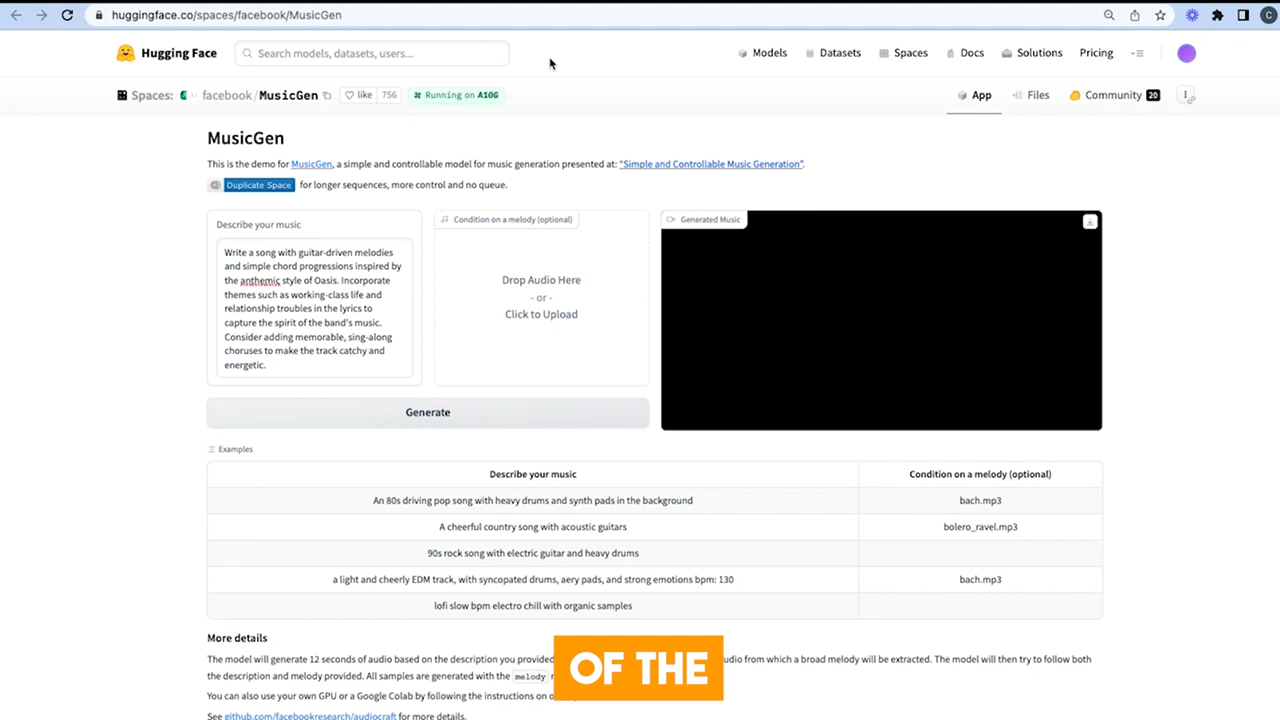 huggingface.co/spaces/facebook/MusicGen
C
Hugging Face
Search models, datasets, users...
Models
Datasets
Spaces
Docs
Solutions
Pricing
Spaces:
facebook/MusicGen
like 756
Running on A10G
App
Files
Community 20
MusicGen
This is the demo for MusicGen, a simple and controllable model for music generation presented at: "Simple and Controllable Music Generation".
Duplicate Space for longer sequences, more control and no queue.
Describe your music
Write a song with guitar-driven melodies
and simple chord progressions inspired by
the anthemic style of Oasis. Incorporate
themes such as working-class life and
relationship troubles in the lyrics to
capture the spirit of the band's music.
Consider adding memorable, sing-along
choruses to make the track catchy and
energetic.
Condition on a melody (optional)
Drop Audio Here
- or -
Click to Upload
Generated Music
Generate
Examples
Describe your music Condition on a melody (optional)
An 80s driving pop song with heavy drums and synth pads in the background bach.mp3
A cheerful country song with acoustic guitars bolero_ravel.mp3
90s rock song with electric guitar and heavy drums
a light and cheerly EDM track, with syncopated drums, aery pads, and strong emotions bpm: 130 bach.mp3
lofi slow bpm electro chill with organic samples
More details
The model will generate 12 seconds of audio based on the description you provided udio from which a broad melody will be extracted. The model will then try to follow both
the description and melody provided. All samples are generated with the melody
You can also use your own GPU or a Google Colab by following the instructions on o
See github.com/facebookresearch/audiocraft for more details.
OF THE